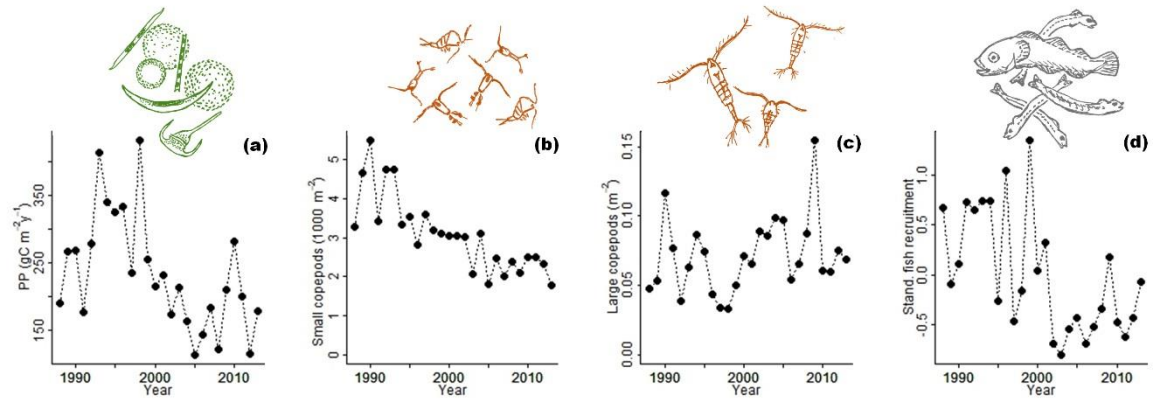 (a)
PP (gC m⁻²y⁻¹)
350
250
150
1990
2000
2010
Year
(b)
Small copepods (1000 m⁻²)
5
4
3
2
1
0
1990
2000
2010
Year
(c)
Large copepods (m⁻²)
0.15
0.10
0.05
0.00
1990
2000
2010
Year
(d)
Stand. fish recruitment
1.0
0.5
0.0
-0.5
1990
2000
2010
Year